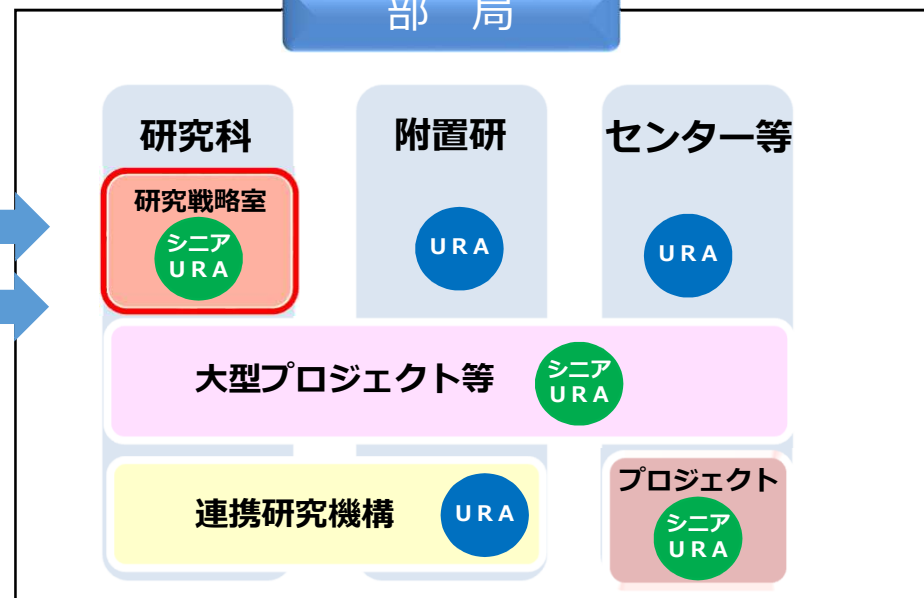 部 局
研究科
附置研
センター等
研究戦略室
シニア
URA
URA
URA
大型プロジェクト等
シニア
URA
連携研究機構
URA
プロジェクト
シニア
URA